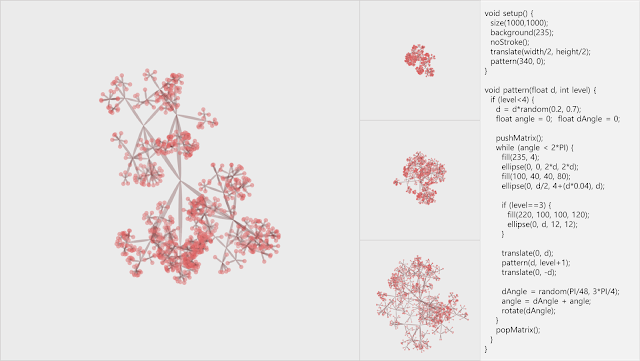 void setup() {
size(1000,1000);
background(235);
noStroke();
translate(width/2, height/2);
pattern(340, 0);
}
void pattern(float d, int level) {
if (level<4) {
d = d*random(0.2, 0.7);
float angle = 0; float dAngle = 0;
pushMatrix();
while (angle < 2*PI) {
fill(235, 4);
ellipse(0, 0, 2*d, 2*d);
fill(100, 40, 40, 80);
ellipse(0, d/2, 4+(d*0.04), d);
if (level==3) {
fill(220, 100, 100, 120);
ellipse(0, d, 12, 12);
}
translate(0, d);
pattern(d, level+1);
translate(0, -d);
dAngle = random(PI/48, 3*PI/4);
angle = dAngle + angle;
rotate(dAngle);
}
popMatrix();
}
}